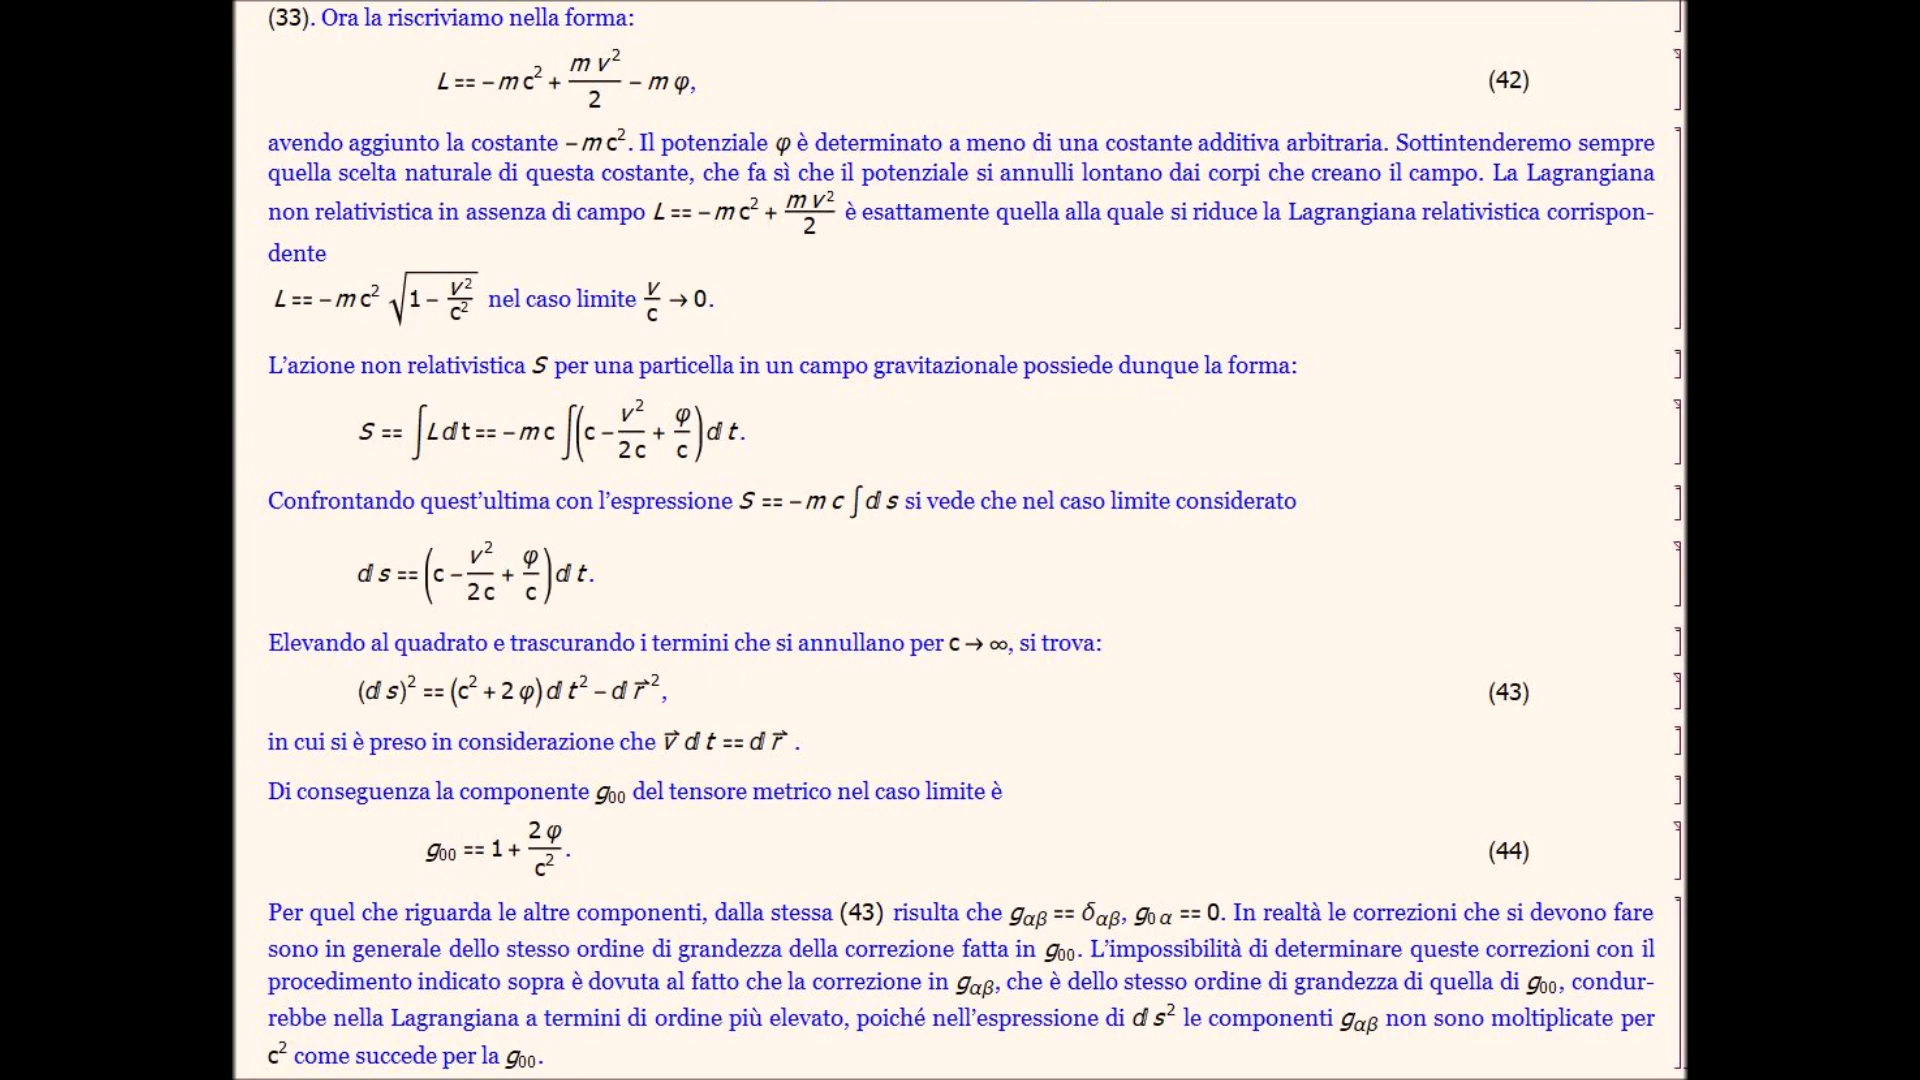 (33). Ora la riscriviamo nella forma:
L == − m c² + m v²/2 − m φ, (42)
avendo aggiunto la costante − m c². Il potenziale φ è determinato a meno di una costante additiva arbitraria. Sottintenderemo sempre
quella scelta naturale di questa costante, che fa sì che il potenziale si annulli lontano dai corpi che creano il campo. La Lagrangiana
non relativistica in assenza di campo L == − m c² + m v²/2 è esattamente quella alla quale si riduce la Lagrangiana relativistica corrispon-
dente
L == − m c² √(1 − v²/c²) nel caso limite v/c → 0.
L’azione non relativistica S per una particella in un campo gravitazionale possiede dunque la forma:
S == ∫ L ⅆt == − m c ∫(c − v²/2c + φ/c) ⅆt.
Confrontando quest’ultima con l’espressione S == − m c ∫ ⅆs si vede che nel caso limite considerato
ⅆs == (c − v²/2c + φ/c) ⅆt.
Elevando al quadrato e trascurando i termini che si annullano per c → ∞, si trova:
(ⅆs)² == (c² + 2 φ) ⅆt² − ⅆr⃗², (43)
in cui si è preso in considerazione che v⃗ ⅆt == ⅆr⃗ .
Di conseguenza la componente g₀₀ del tensore metrico nel caso limite è
g₀₀ == 1 + 2 φ/c². (44)
Per quel che riguarda le altre componenti, dalla stessa (43) risulta che gαβ == δαβ, g₀α == 0. In realtà le correzioni che si devono fare
sono in generale dello stesso ordine di grandezza della correzione fatta in g₀₀. L’impossibilità di determinare queste correzioni con il
procedimento indicato sopra è dovuta al fatto che la correzione in gαβ, che è dello stesso ordine di grandezza di quella di g₀₀, condur-
rebbe nella Lagrangiana a termini di ordine più elevato, poiché nell’espressione di ⅆs² le componenti gαβ non sono moltiplicate per
c² come succede per la g₀₀.